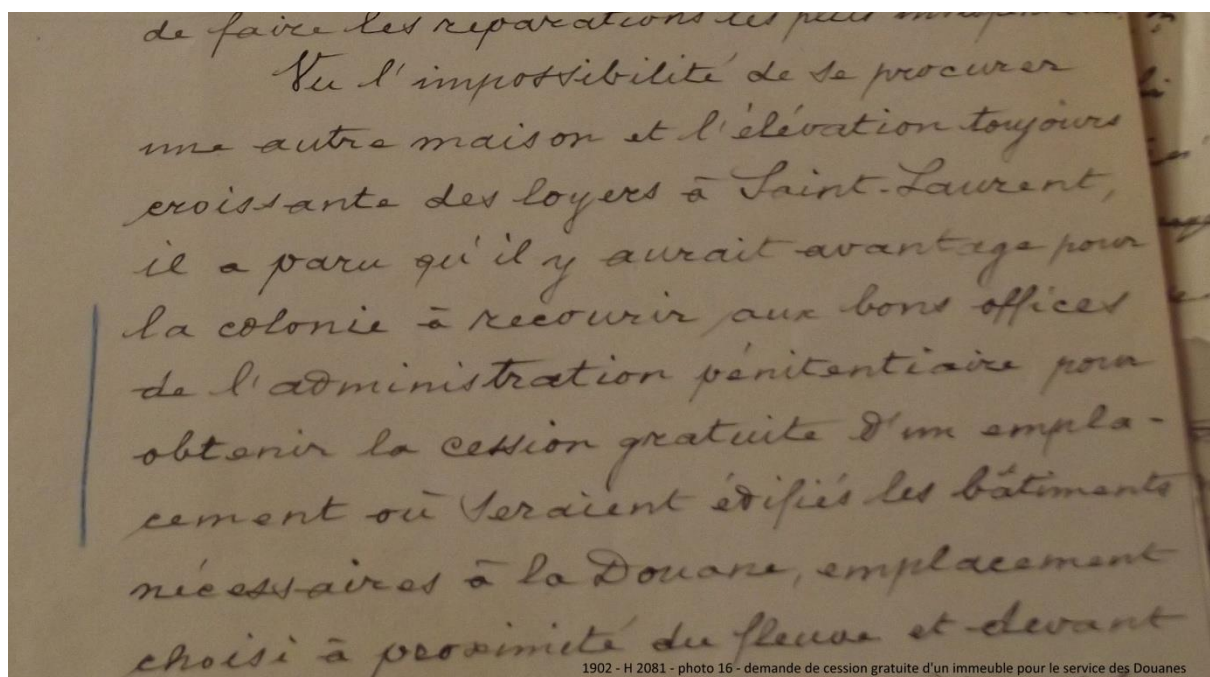 de faire les réparations les plus
Vu l'impossibilité de se procurer
une autre maison et l'élévation toujours
croissante des loyers à Saint-Laurent,
il a paru qu'il y aurait avantage pour
la colonie à recourir aux bons offices
de l'administration pénitentiaire pour
obtenir la cession gratuite d'un empla-
cement où seraient édifiés les bâtiments
nécessaires à la Douane, emplacement
choisi à proximité du fleuve et devant
1902 - H 2081 - photo 16 - demande de cession gratuite d'un immeuble pour le service des Douanes